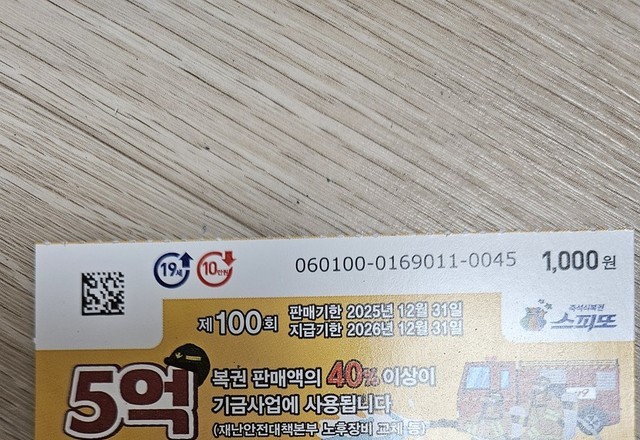 19세 10만원 060100-0169011-0045 1,000원
제100회 판매기한 2025년 12월 31일
지급기한 2026년 12월 31일
즉석식복권
스피또
5억 복권 판매액의 40% 이상이
기금사업에 사용됩니다
(재난안전대책본부 노후장비 교체 등)